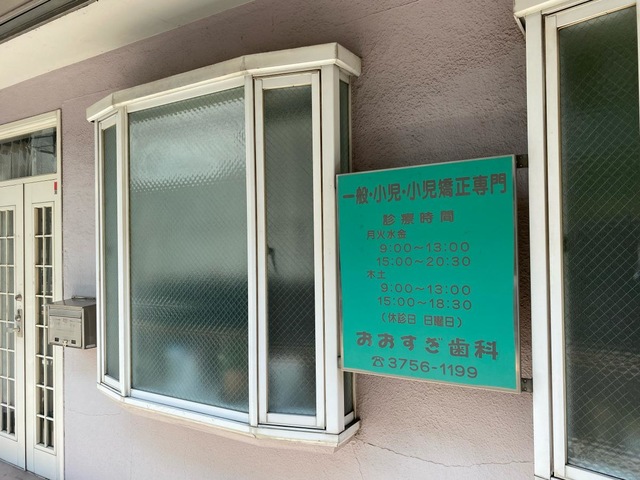 一般・小児・小児矯正専門
診療時間
月火水金
9:00～13:00
15:00～20:30
木土
9:00～13:00
15:00～18:30
(休診日 日曜日)
おおすぎ歯科
☎3756-1199